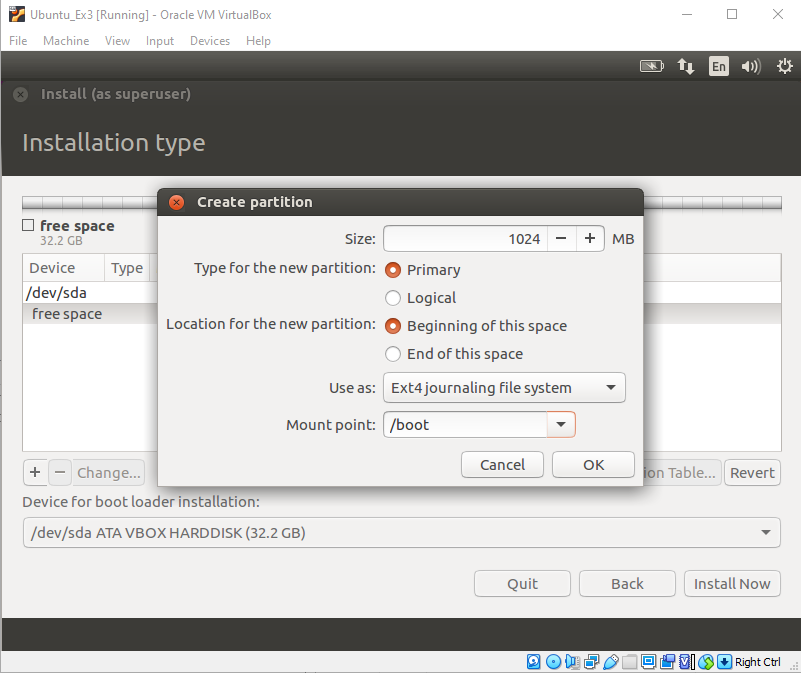 Ubuntu_Ex3 [Running] - Oracle VM VirtualBox
File Machine View Input Devices Help
En
Install (as superuser)
Installation type
Create partition
free space
32.2 GB
Size: 1024 − + MB
Device Type
Type for the new partition: Primary
/dev/sda
Logical
free space
Location for the new partition: Beginning of this space
End of this space
Use as: Ext4 journaling file system
Mount point: /boot
Cancel OK
+ − Change... ion Table... Revert
Device for boot loader installation:
/dev/sda ATA VBOX HARDDISK (32.2 GB)
Quit Back Install Now
Right Ctrl